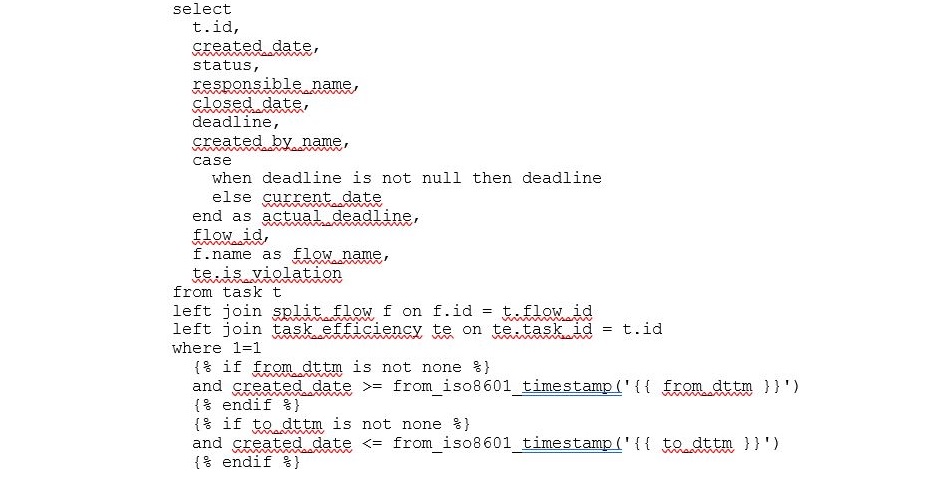 select
t.id,
created_date,
status,
responsible_name,
closed_date,
deadline,
created_by_name,
case
when deadline is not null then deadline
else current_date
end as actual_deadline,
flow_id,
f.name as flow_name,
te.is_violation
from task t
left join split_flow f on f.id = t.flow_id
left join task_efficiency te on te.task_id = t.id
where 1=1
{% if from_dttm is not none %}
and created_date >= from_iso8601_timestamp('{{ from_dttm }}')
{% endif %}
{% if to_dttm is not none %}
and created_date <= from_iso8601_timestamp('{{ to_dttm }}')
{% endif %}